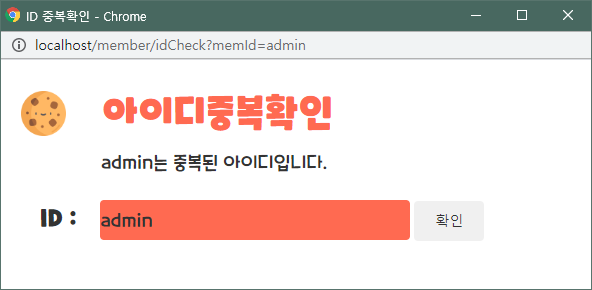 ID 중복확인 - Chrome
localhost/member/idCheck?memId=admin
아이디중복확인
admin는 중복된 아이디입니다.
ID : admin 확인